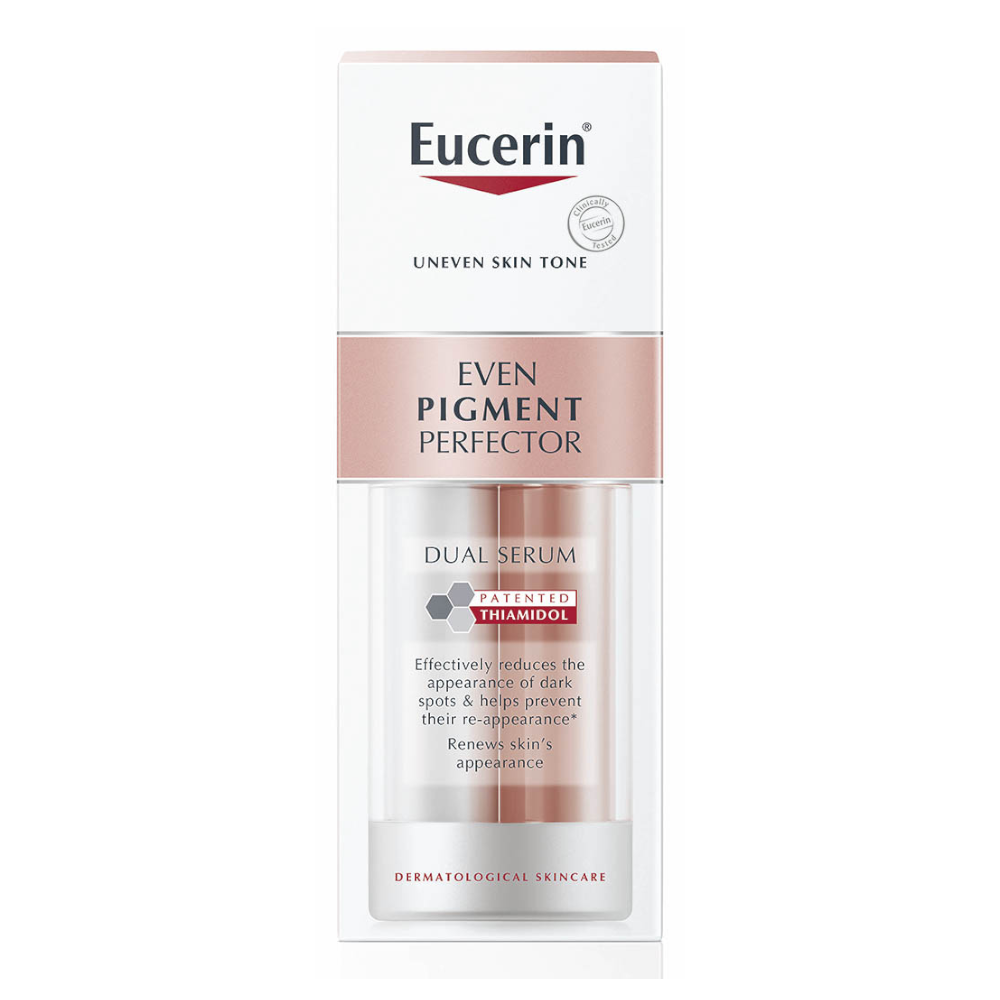 Eucerin®
Clinically
Eucerin
Tested
UNEVEN SKIN TONE
EVEN
PIGMENT
PERFECTOR
DUAL SERUM
PATENTED
THIAMIDOL
Effectively reduces the
appearance of dark
spots & helps prevent
their re-appearance*
Renews skin's
appearance
DERMATOLOGICAL SKINCARE